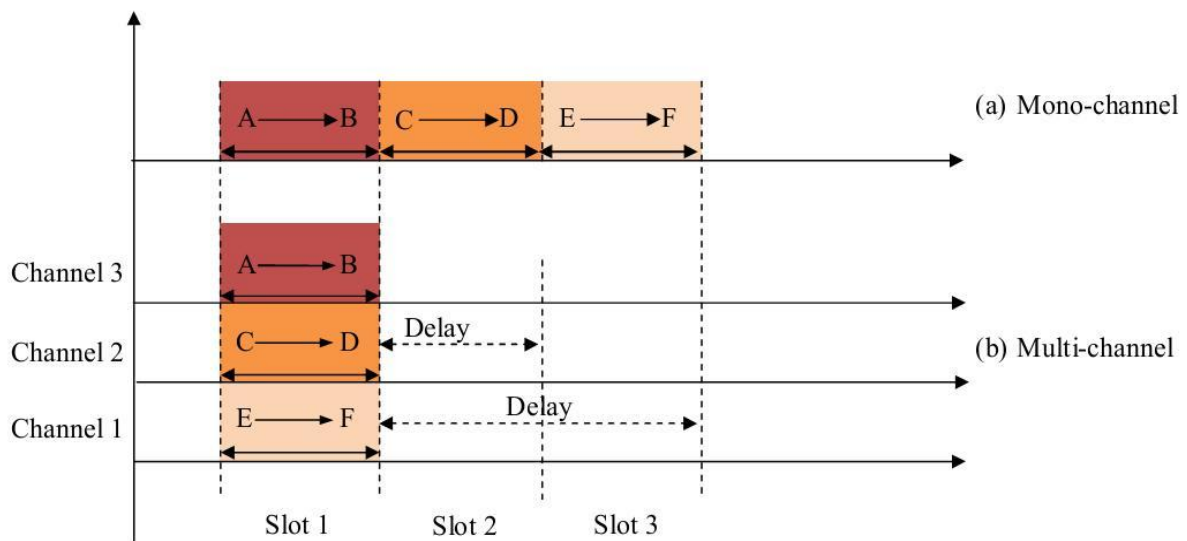 A B C D E F
(a) Mono-channel
Channel 3
A B
Channel 2
C D
Delay
(b) Multi-channel
Channel 1
E F
Delay
Slot 1 Slot 2 Slot 3